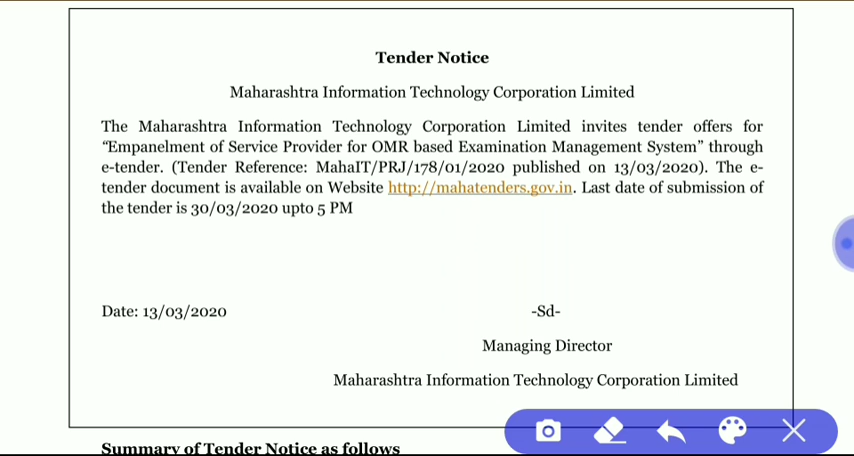 Tender Notice
Maharashtra Information Technology Corporation Limited
The Maharashtra Information Technology Corporation Limited invites tender offers for
“Empanelment of Service Provider for OMR based Examination Management System” through
e-tender. (Tender Reference: MahaIT/PRJ/178/01/2020 published on 13/03/2020). The e-
tender document is available on Website http://mahatenders.gov.in. Last date of submission of
the tender is 30/03/2020 upto 5 PM
Date: 13/03/2020
-Sd-
Managing Director
Maharashtra Information Technology Corporation Limited
Summary of Tender Notice as follows